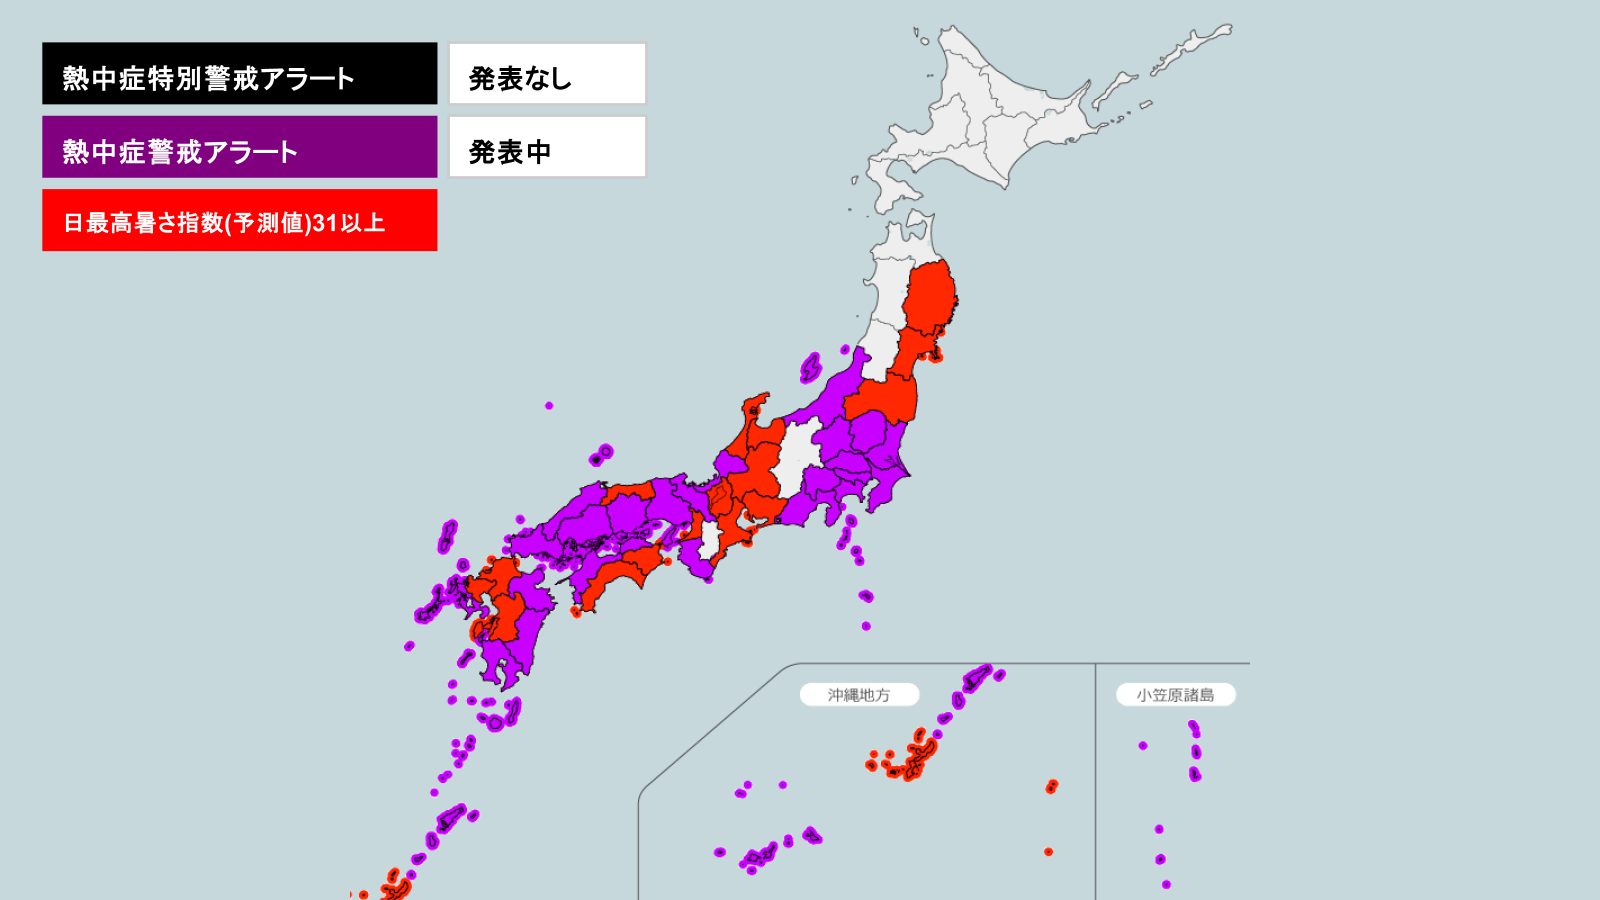 熱中症特別警戒アラート
発表なし
熱中症警戒アラート
発表中
日最高暑さ指数(予測値)31以上
沖縄地方
小笠原諸島